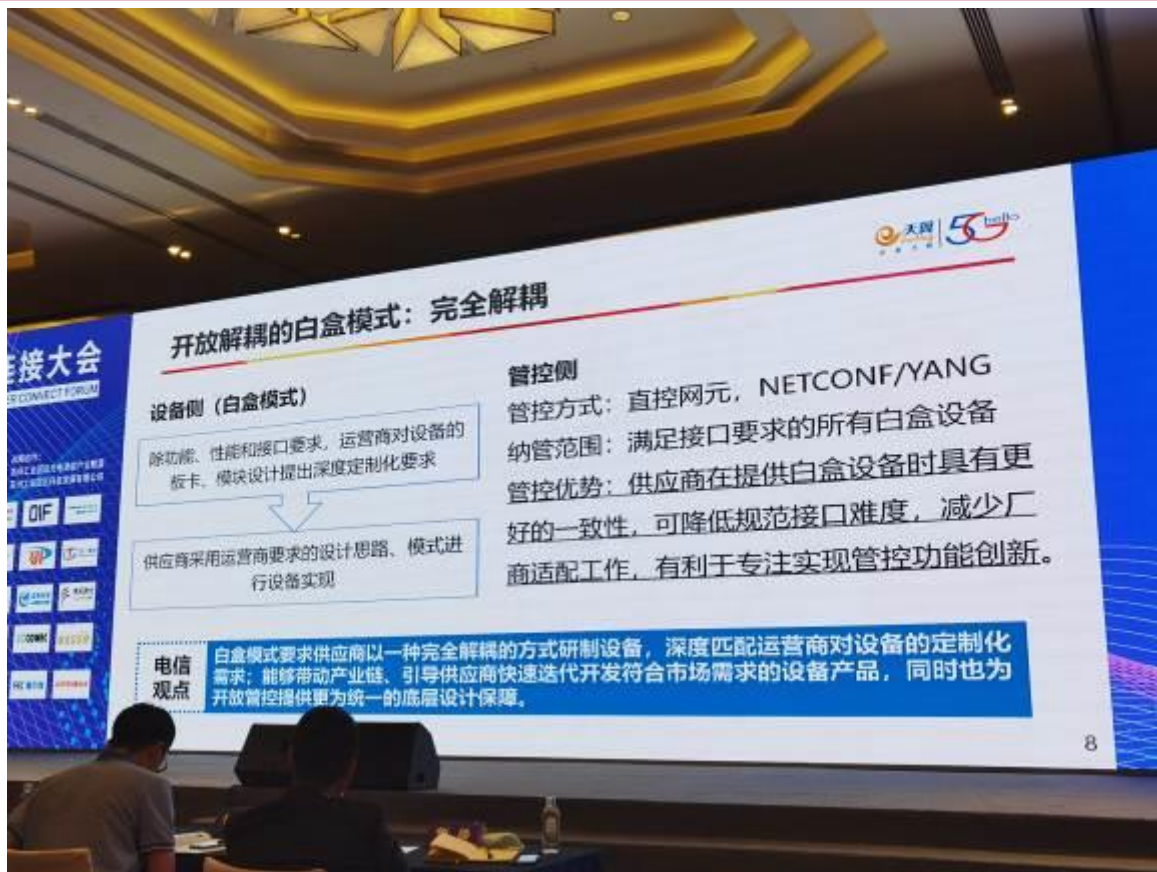 天翼
5G
hello
开放解耦的白盒模式：完全解耦
连接大会
ER CONNECT FORUM
设备侧（白盒模式）
除功能、性能和接口要求，运营商对设备的
板卡、模块设计提出深度定制化要求
供应商采用运营商要求的设计思路、模式进
行设备实现
管控侧
管控方式：直控网元，NETCONF/YANG
纳管范围：满足接口要求的所有白盒设备
管控优势：供应商在提供白盒设备时具有更
好的一致性，可降低规范接口难度，减少厂
商适配工作，有利于专注实现管控功能创新。
OIF
电信
观点
白盒模式要求供应商以一种完全解耦的方式研制设备，深度匹配运营商对设备的定制化
需求；能够带动产业链、引导供应商快速迭代开发符合市场需求的设备产品，同时也为
开放管控提供更为统一的底层设计保障。
8